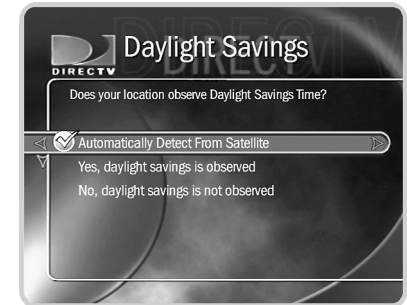 Daylight Savings
DIRECTV
Does your location observe Daylight Savings Time?
Automatically Detect From Satellite
Yes, daylight savings is observed
No, daylight savings is not observed